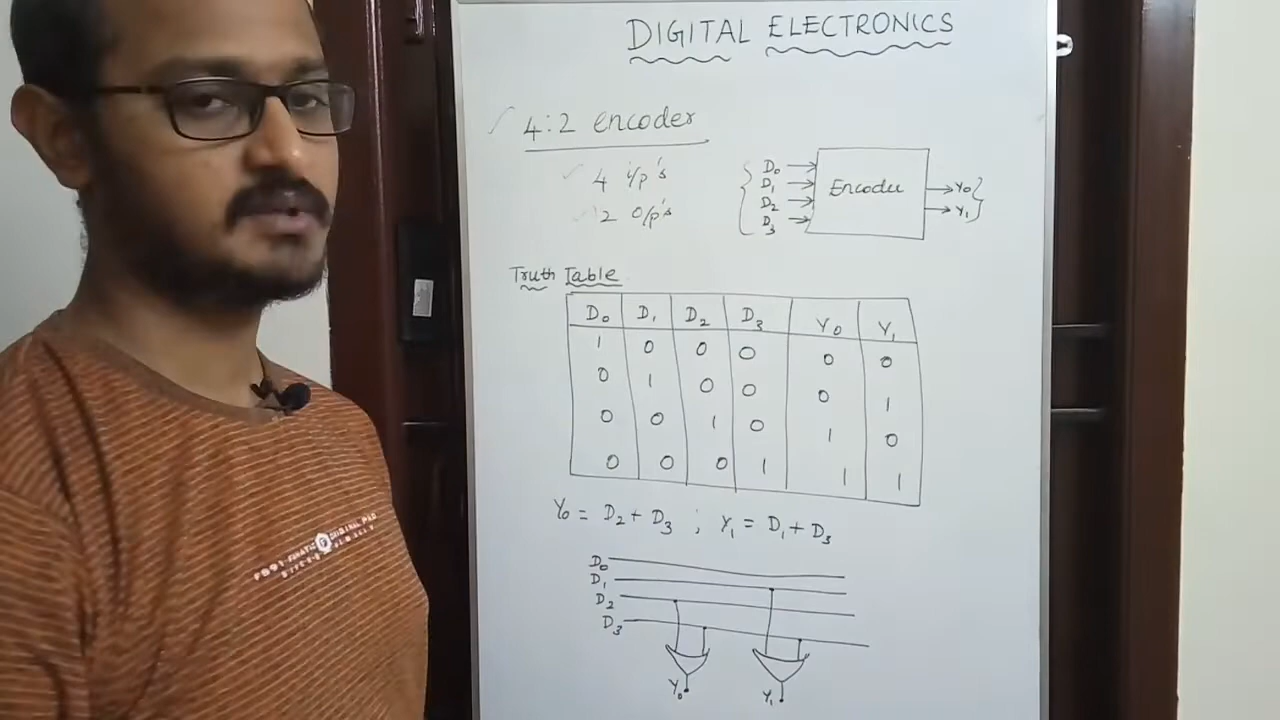 DIGITAL ELECTRONICS
4:2 encoder
4 i/p's
2 o/p's
D₀
D₁
D₂
D₃
Encoder
Y₀
Y₁
Truth Table
D₀ D₁ D₂ D₃ Y₀ Y₁
1 0 0 0 0 0
0 1 0 0 0 1
0 0 1 0 1 0
0 0 0 1 1 1
Y₀ = D₂ + D₃ ; Y₁ = D₁ + D₃
D₀
D₁
D₂
D₃
Y₀ Y₁